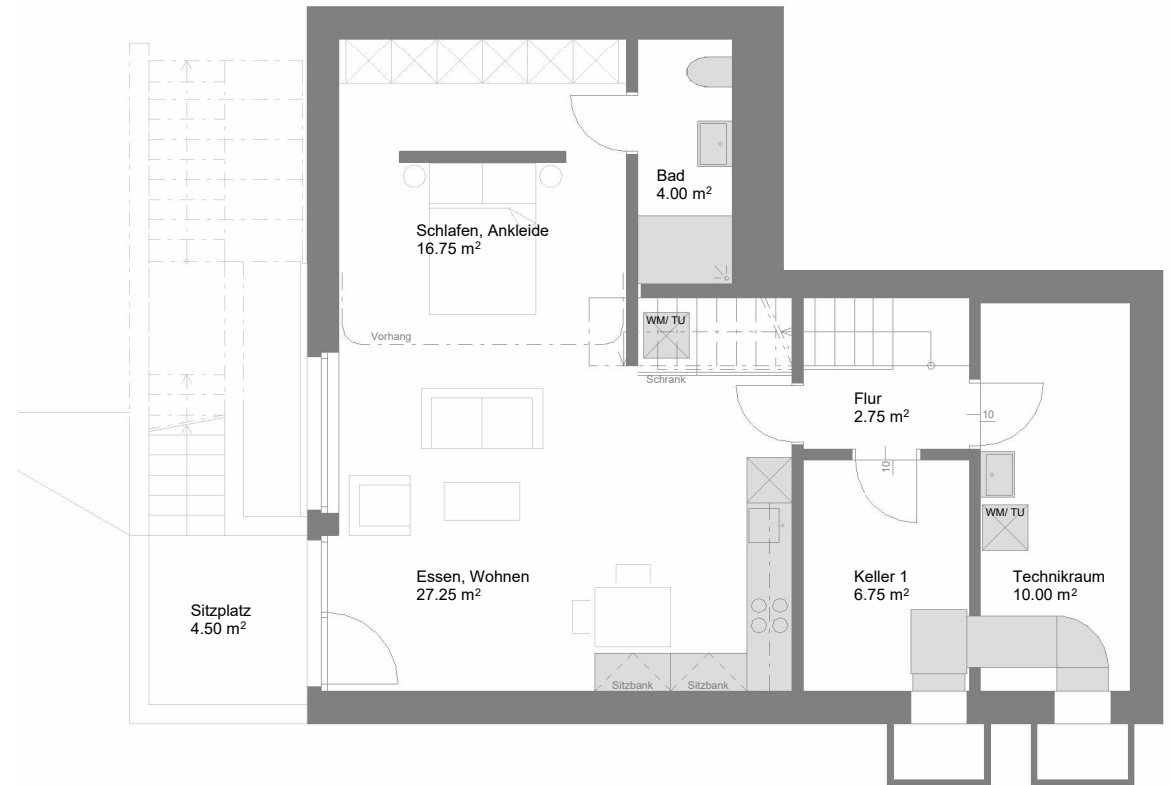 Bad
4.00 m²
Schlafen, Ankleide
16.75 m²
Vorhang
WM/ TU
Schrank
Flur
2.75 m²
10
10
WM/ TU
Essen, Wohnen
27.25 m²
Keller 1
6.75 m²
Technikraum
10.00 m²
Sitzplatz
4.50 m²
Sitzbank
Sitzbank